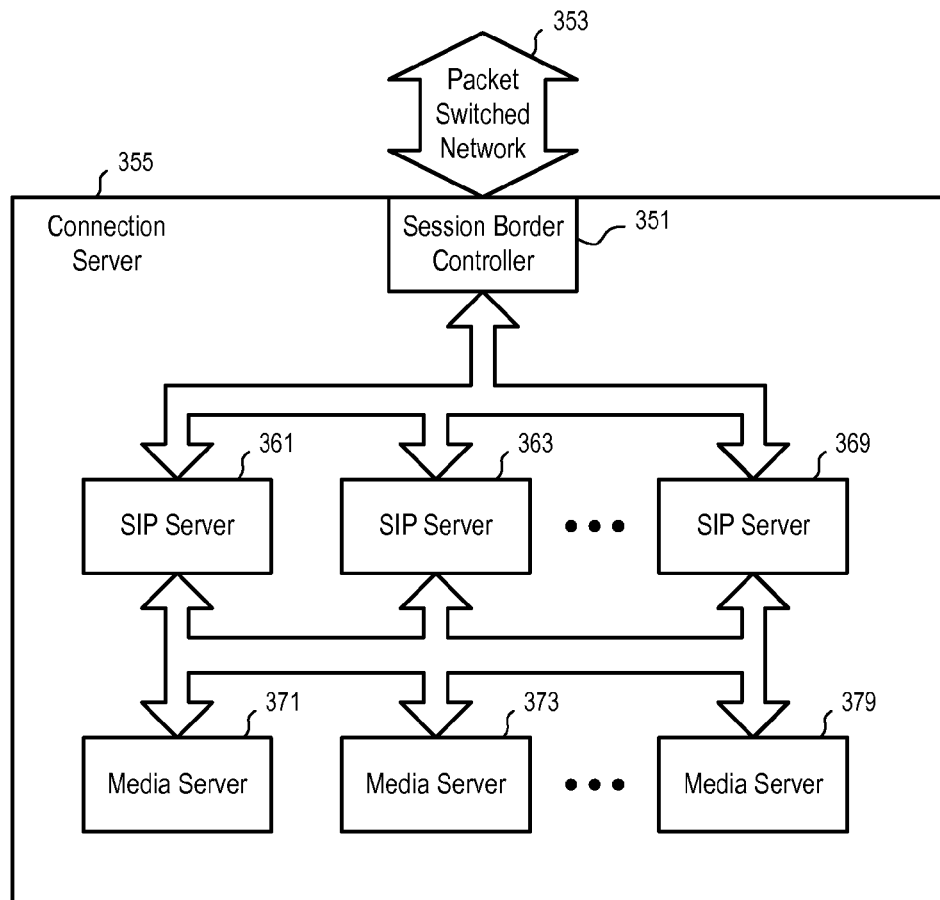 353
Packet
Switched
Network
355
Connection
Server
Session Border
Controller
351
361
363
369
SIP Server
SIP Server
SIP Server
371
373
379
Media Server
Media Server
Media Server